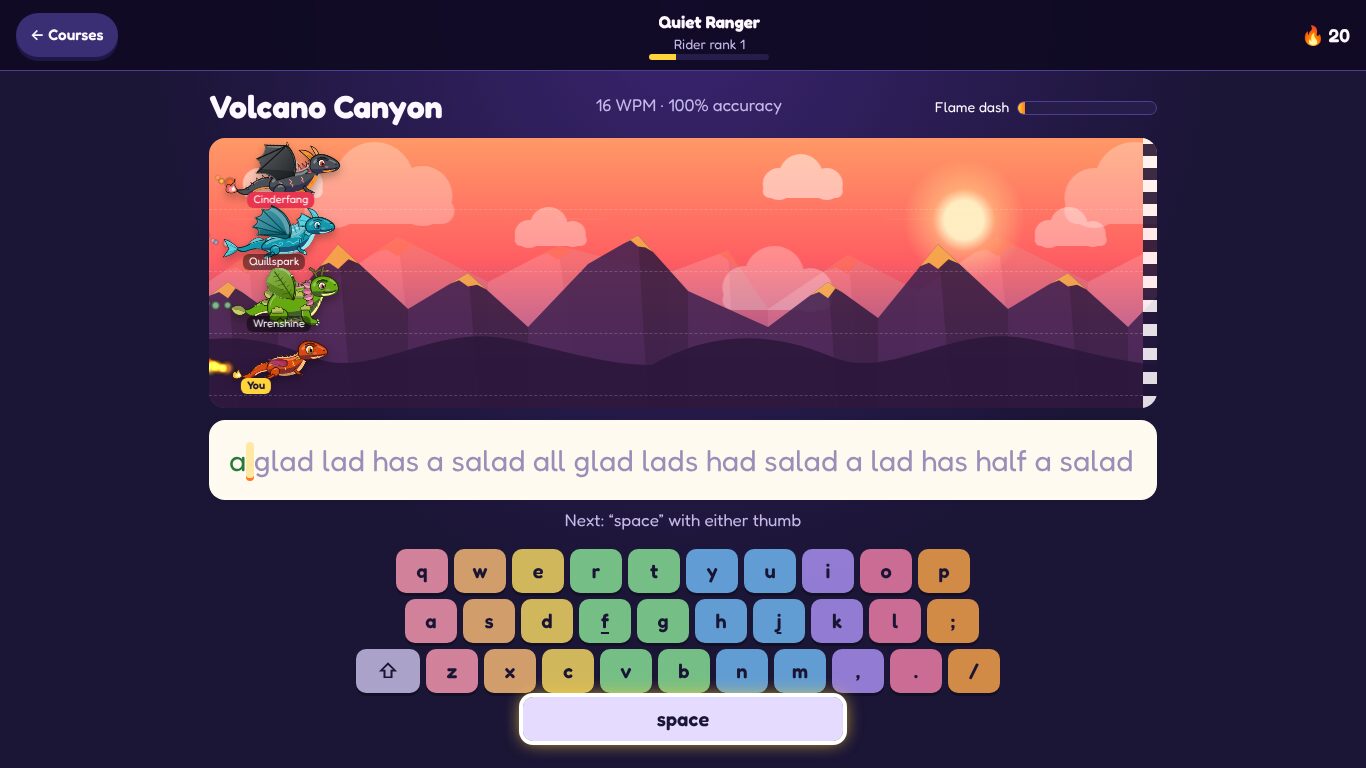 ← Courses
Quiet Ranger
Rider rank 1
🔥 20
Volcano Canyon
16 WPM · 100% accuracy
Flame dash
Cinderfang
Quillspark
Wrenshine
You
a glad lad has a salad all glad lads had salad a lad has half a salad
Next: “space” with either thumb
q w e r t y u i o p
a s d f g h j k l ;
⇧ z x c v b n m , . /
space